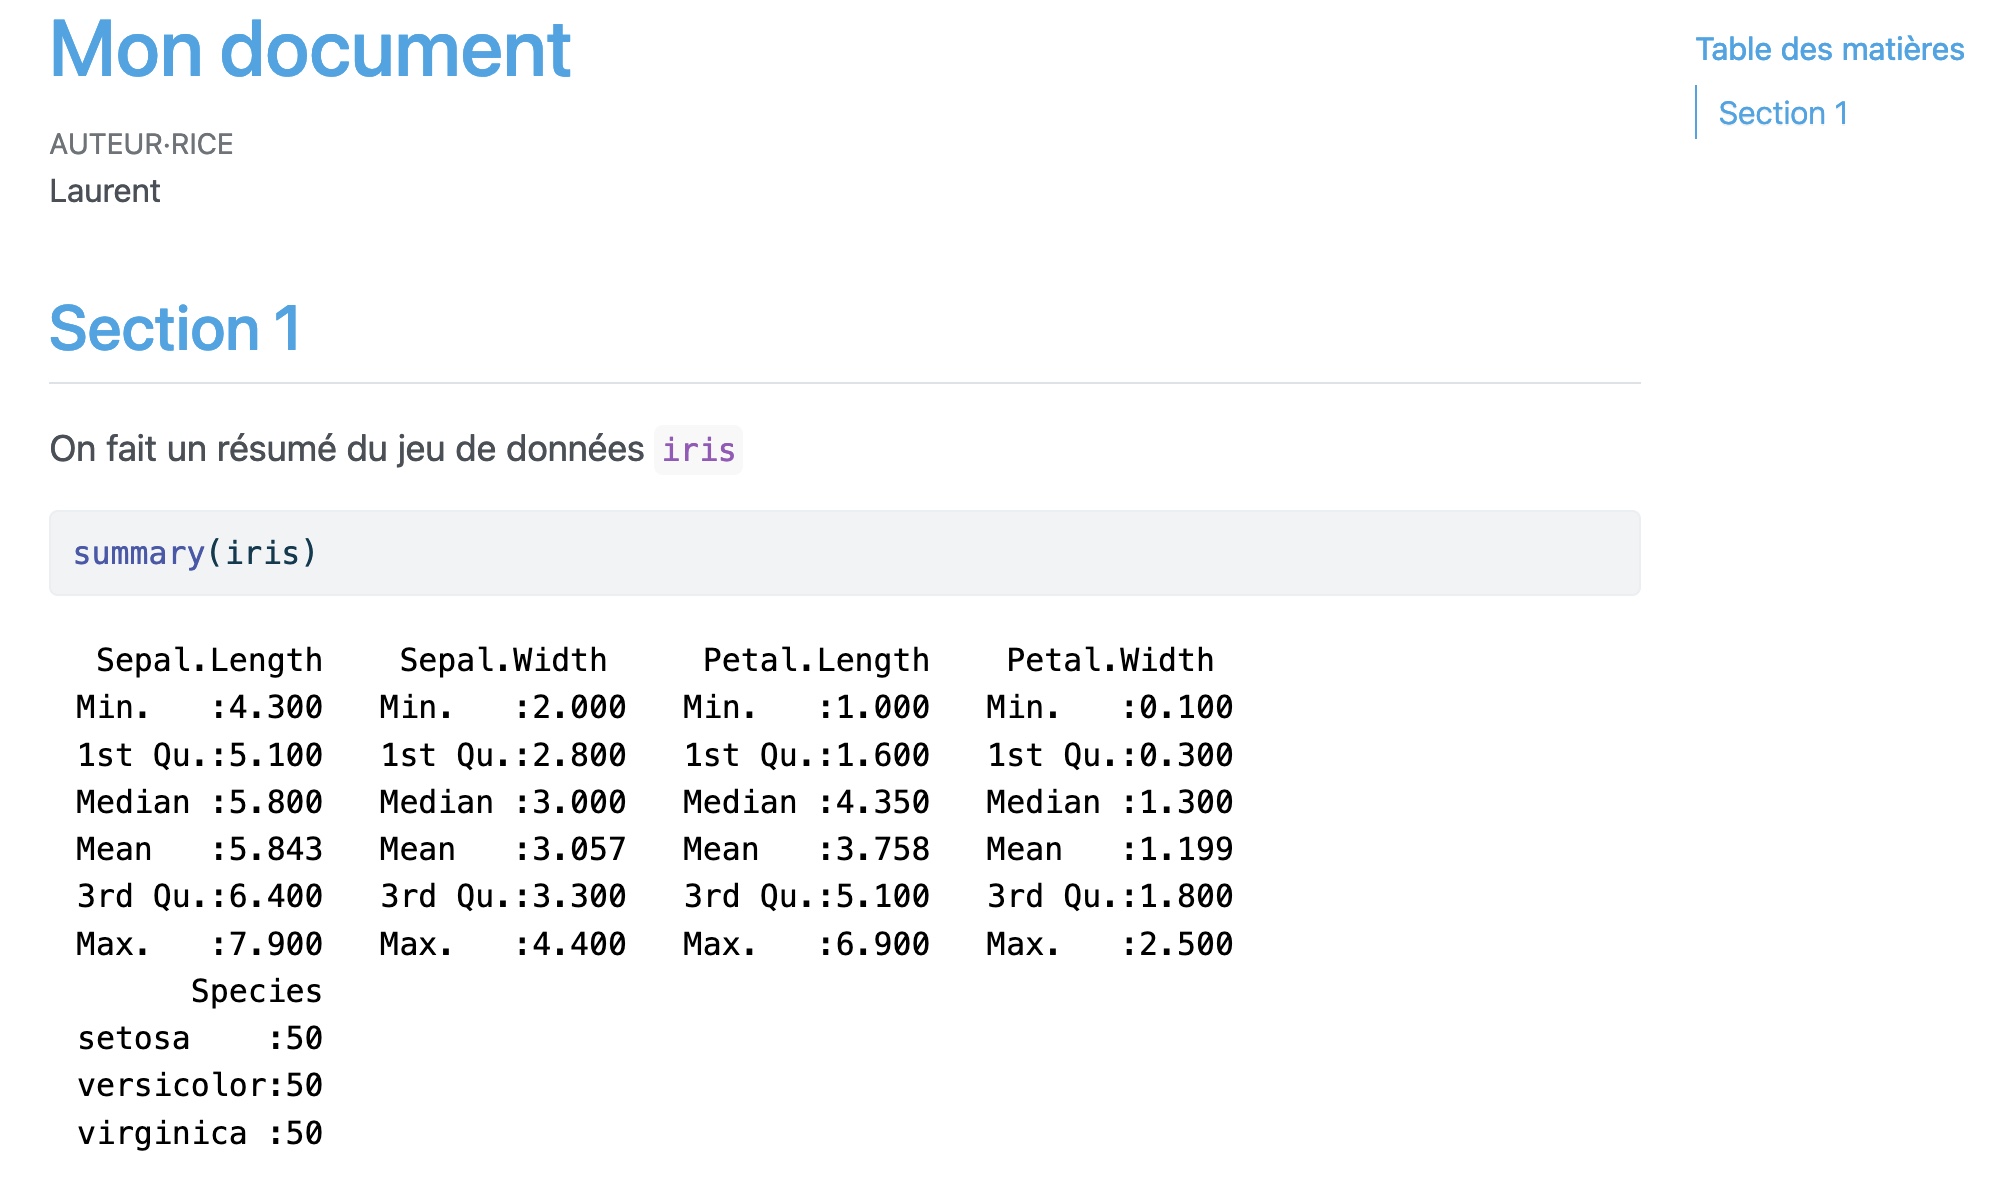 Mon document
Table des matières
Section 1
AUTEUR·RICE
Laurent
Section 1
On fait un résumé du jeu de données iris
summary(iris)
  Sepal.Length    Sepal.Width     Petal.Length    Petal.Width
 Min.   :4.300   Min.   :2.000   Min.   :1.000   Min.   :0.100
 1st Qu.:5.100   1st Qu.:2.800   1st Qu.:1.600   1st Qu.:0.300
 Median :5.800   Median :3.000   Median :4.350   Median :1.300
 Mean   :5.843   Mean   :3.057   Mean   :3.758   Mean   :1.199
 3rd Qu.:6.400   3rd Qu.:3.300   3rd Qu.:5.100   3rd Qu.:1.800
 Max.   :7.900   Max.   :4.400   Max.   :6.900   Max.   :2.500
       Species
 setosa    :50
 versicolor:50
 virginica :50